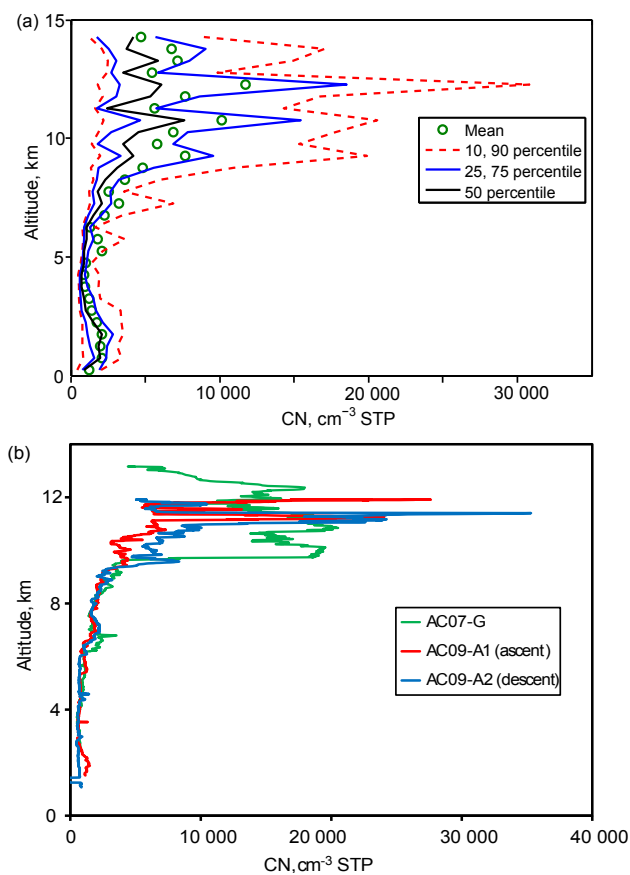 (a)
15
10
5
0
Altitude, km
Mean
10, 90 percentile
25, 75 percentile
50 percentile
0
10 000
20 000
30 000
CN, cm⁻³ STP
(b)
12
8
4
0
Altitude, km
AC07-G
AC09-A1 (ascent)
AC09-A2 (descent)
0
10 000
20 000
30 000
40 000
CN, cm⁻³ STP